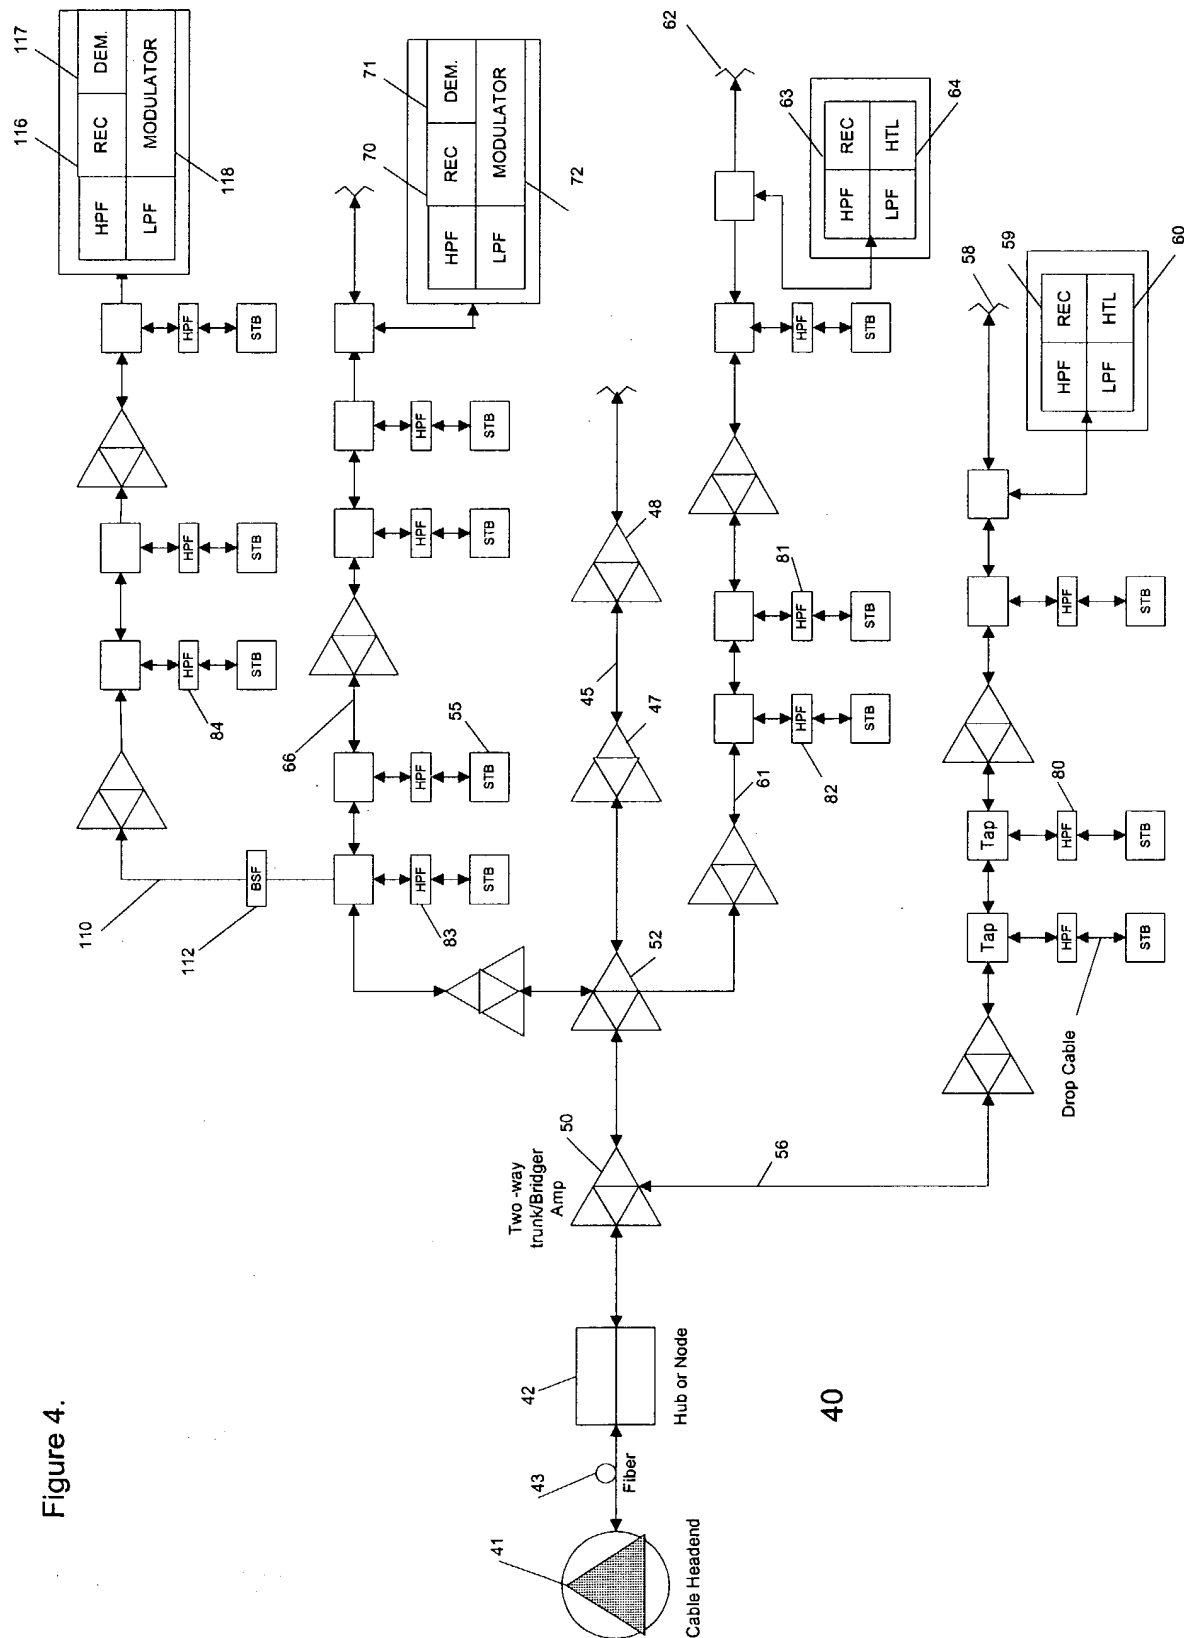 Figure 4.
117
116
DEM.
REC
HPF
MODULATOR
LPF
118
HPF
STB
HPF
STB
HPF
STB
84
110
BSF
112
71
70
DEM.
REC
HPF
MODULATOR
LPF
72
HPF
STB
HPF
STB
66
55
HPF
STB
HPF
STB
83
48
45
47
52
62
63
REC
HPF
HTL
LPF
64
HPF
STB
81
HPF
STB
HPF
STB
82
61
58
59
REC
HPF
HTL
LPF
60
HPF
STB
80
Tap
HPF
STB
Tap
HPF
STB
Drop Cable
56
50
Two -way
trunk/Bridger
Amp
42
Hub or Node
43
Fiber
41
Cable Headend
40